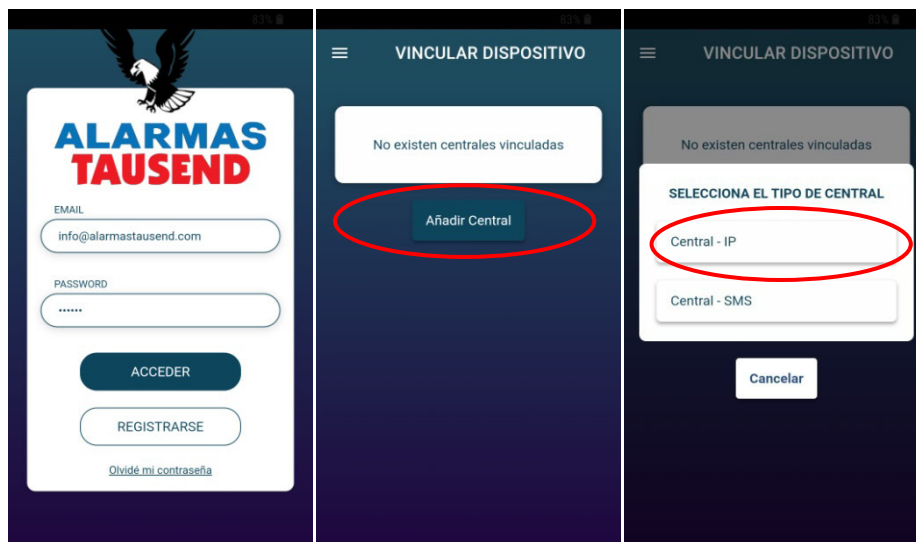 83%
ALARMAS
TAUSEND
EMAIL
info@alarmastausend.com
PASSWORD
••••••
ACCEDER
REGISTRARSE
Olvidé mi contraseña
83%
VINCULAR DISPOSITIVO
No existen centrales vinculadas
Añadir Central
83%
VINCULAR DISPOSITIVO
No existen centrales vinculadas
SELECCIONA EL TIPO DE CENTRAL
Central - IP
Central - SMS
Cancelar